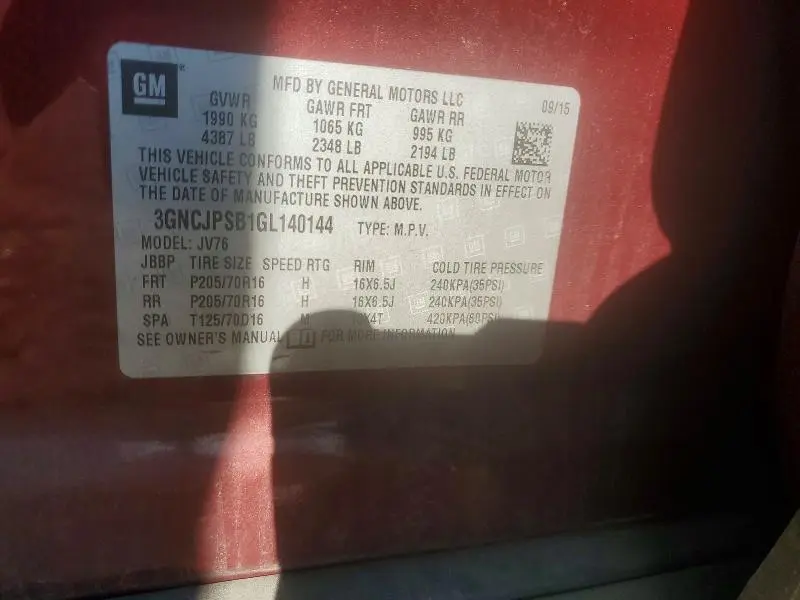 GM
MFD BY GENERAL MOTORS LLC
09/15
GVWR GAWR FRT GAWR RR
1990 KG 1065 KG 995 KG
4387 LB 2348 LB 2194 LB
THIS VEHICLE CONFORMS TO ALL APPLICABLE U.S. FEDERAL MOTOR
VEHICLE SAFETY AND THEFT PREVENTION STANDARDS IN EFFECT ON
THE DATE OF MANUFACTURE SHOWN ABOVE.
3GNCJPSB1GL140144 TYPE: M.P.V.
MODEL: JV76
JBBP TIRE SIZE SPEED RTG RIM COLD TIRE PRESSURE
FRT P205/70R16 H 16X6.5J 240KPA(35PSI)
RR P205/70R16 H 16X6.5J 240KPA(35PSI)
SPA T125/70D16 M 420KPA(60PSI)
SEE OWNER'S MANUAL FOR MORE INFORMATION